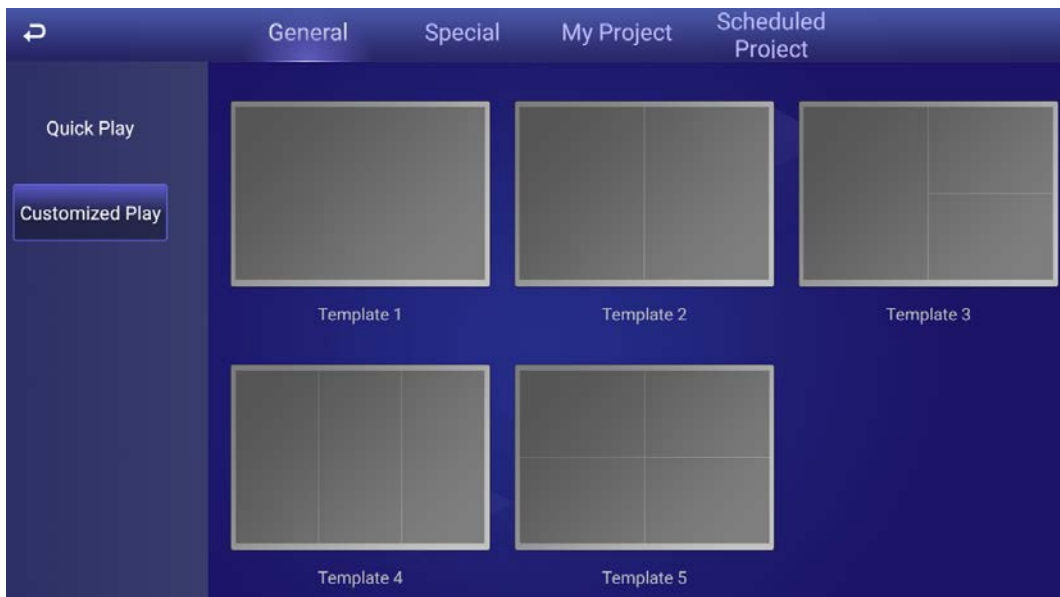 General
Special
My Project
Scheduled
Project
Quick Play
Customized Play
Template 1
Template 2
Template 3
Template 4
Template 5